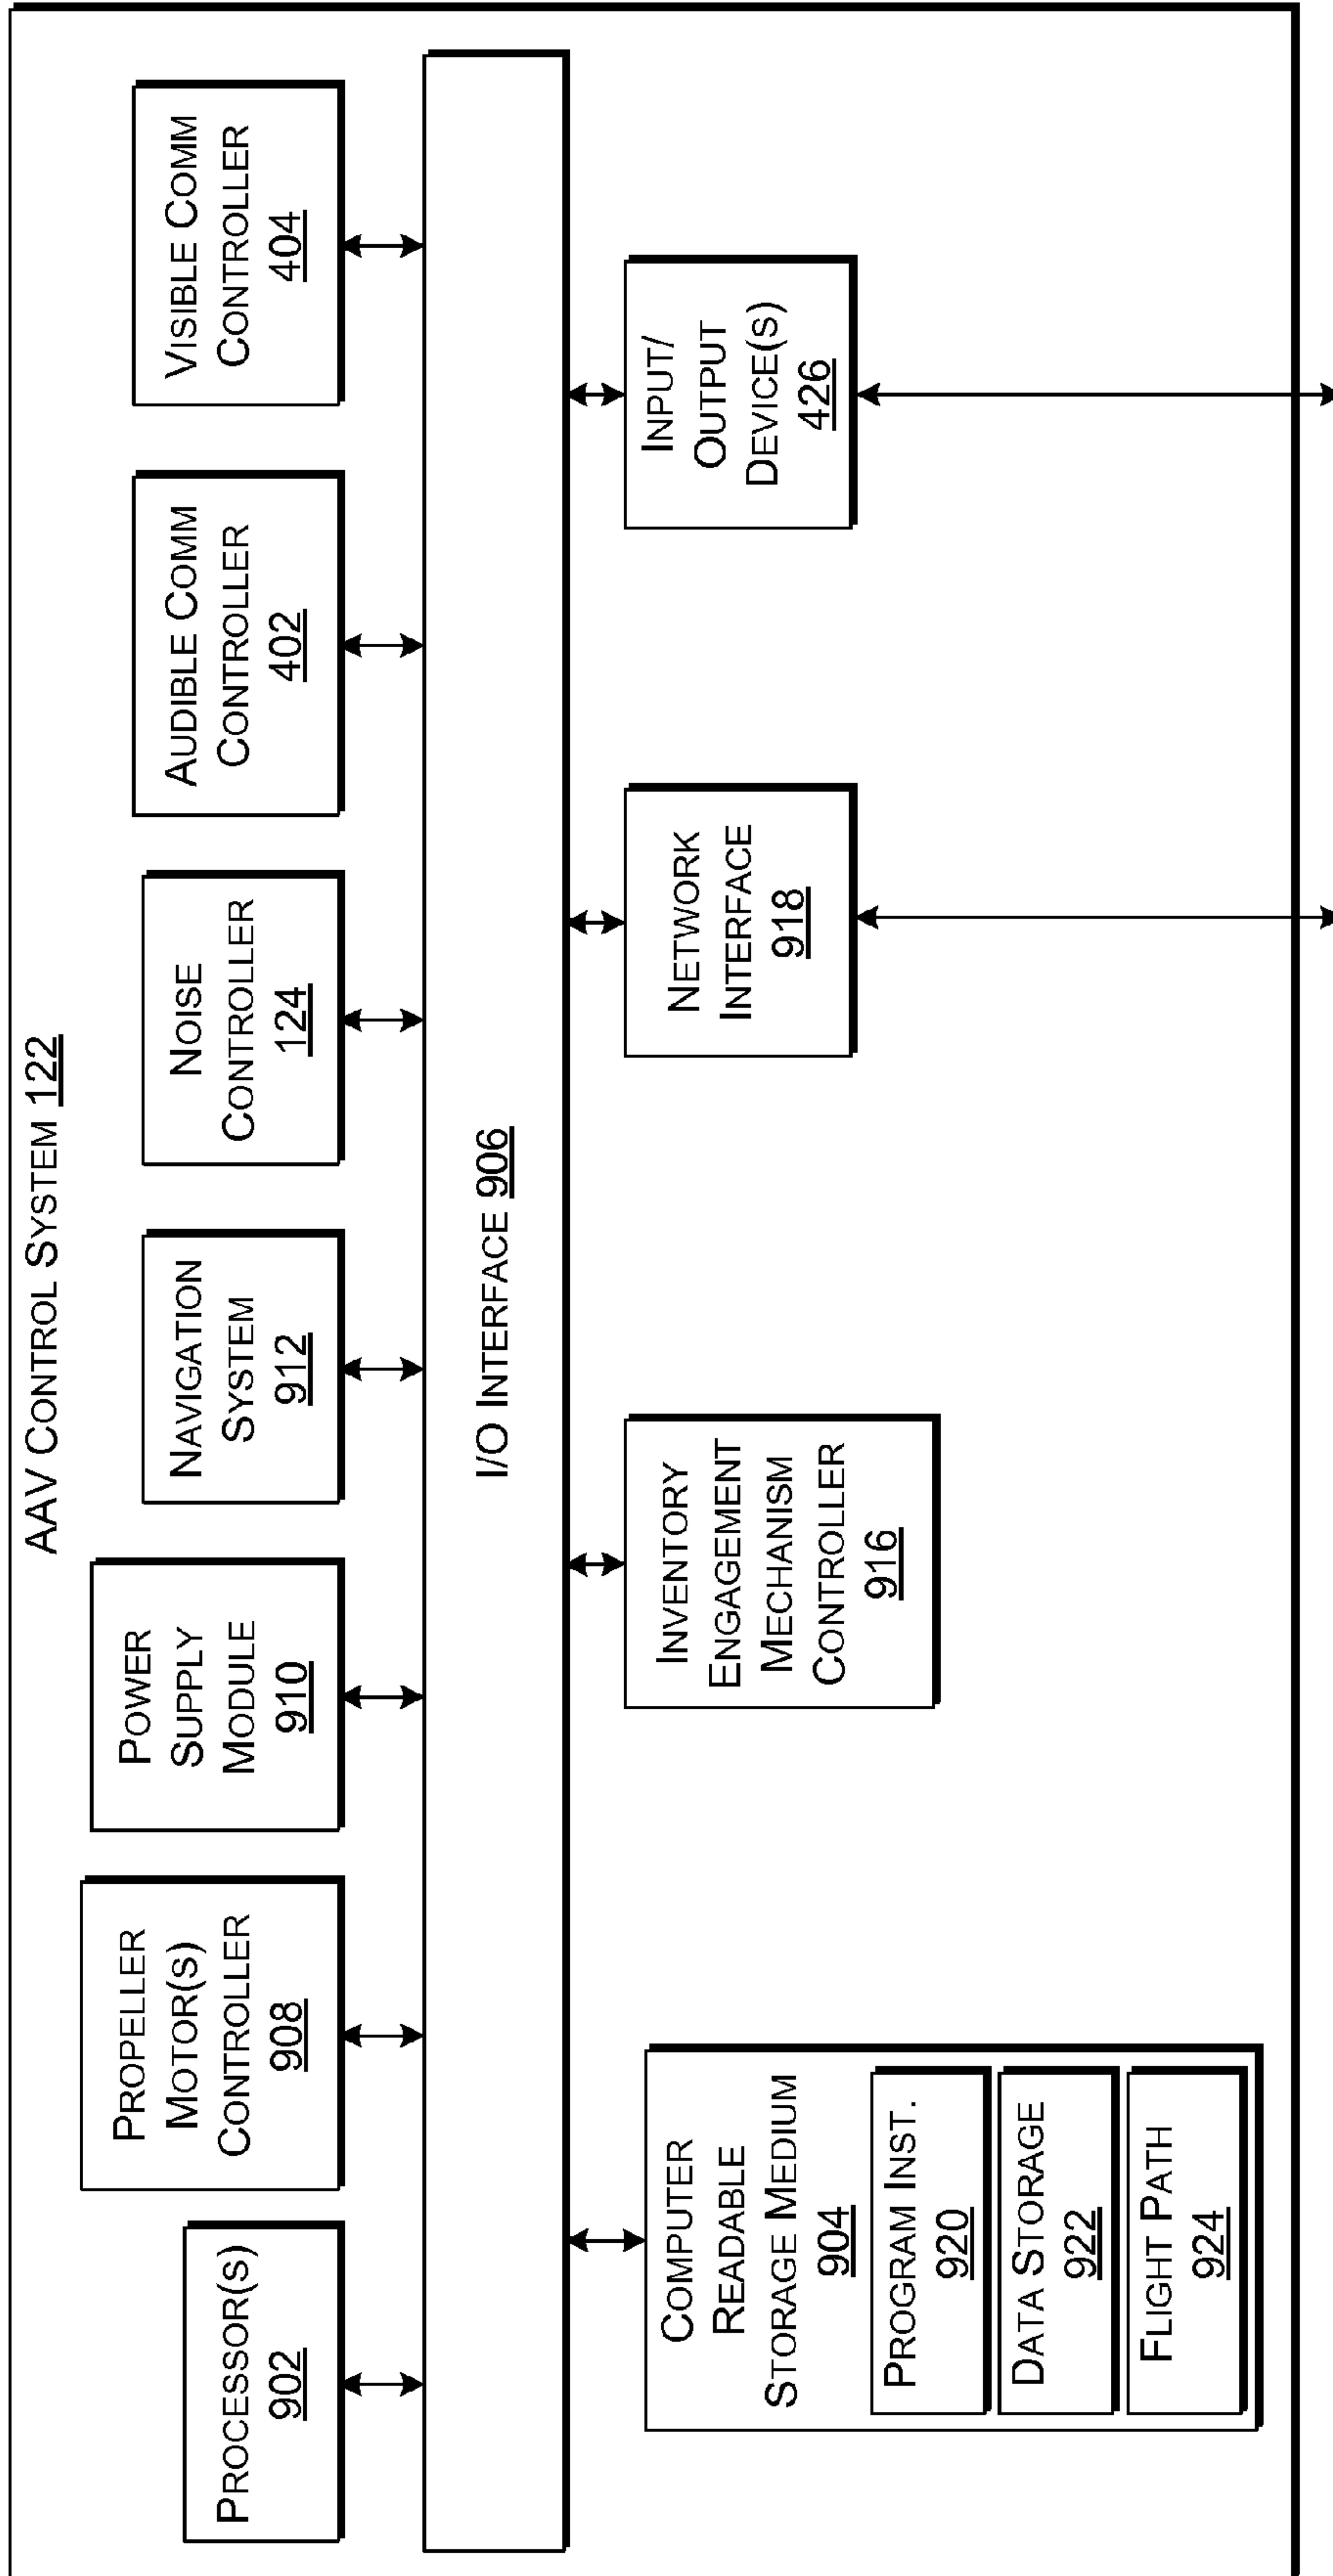 AAV CONTROL SYSTEM 122
PROCESSOR(S)
902
PROPELLER
MOTOR(S)
CONTROLLER
908
POWER
SUPPLY
MODULE
910
NAVIGATION
SYSTEM
912
NOISE
CONTROLLER
124
AUDIBLE COMM
CONTROLLER
402
VISIBLE COMM
CONTROLLER
404
I/O INTERFACE 906
COMPUTER
READABLE
STORAGE MEDIUM
904
PROGRAM INST.
920
DATA STORAGE
922
FLIGHT PATH
924
INVENTORY
ENGAGEMENT
MECHANISM
CONTROLLER
916
NETWORK
INTERFACE
918
INPUT/
OUTPUT
DEVICE(S)
426